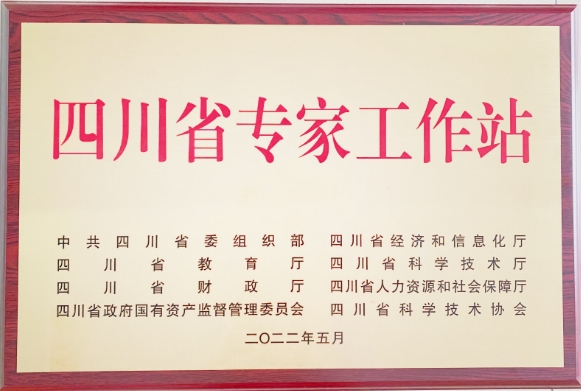 四川省专家工作站
中共四川省委组织部 四川省经济和信息化厅
四川省教育厅 四川省科学技术厅
四川省财政厅 四川省人力资源和社会保障厅
四川省政府国有资产监督管理委员会 四川省科学技术协会
二〇二二年五月